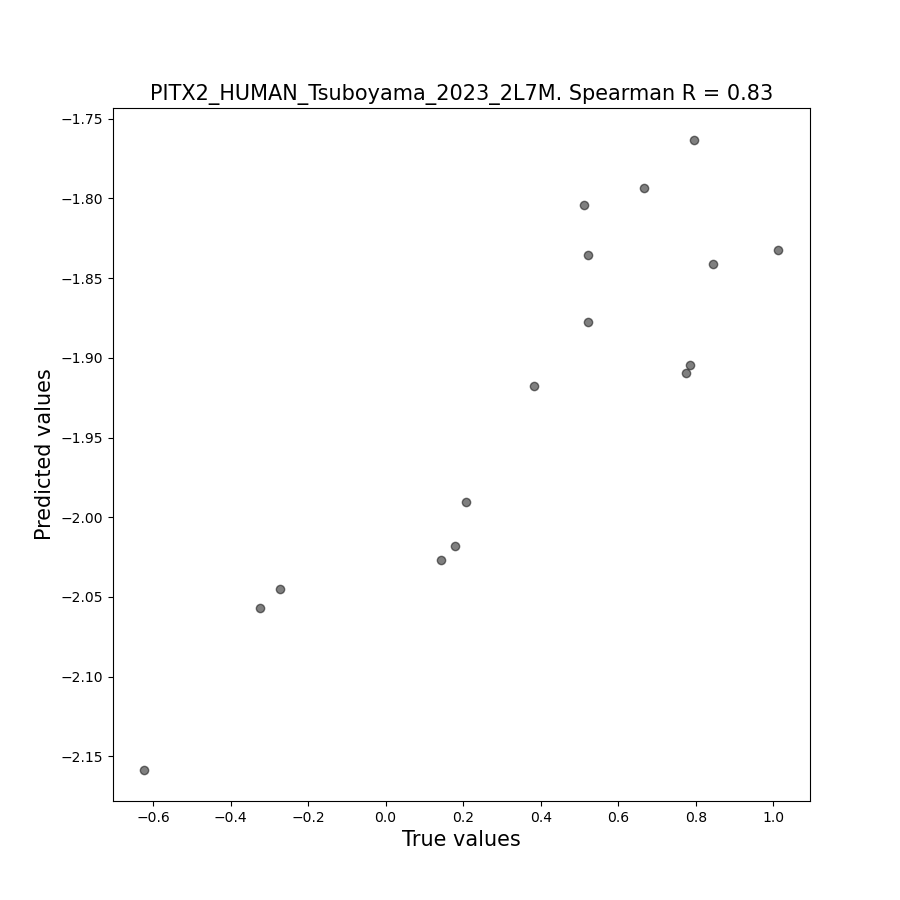 PITX2_HUMAN_Tsuboyama_2023_2L7M. Spearman R = 0.83
−1.75
−1.80
−1.85
−1.90
−1.95
−2.00
−2.05
−2.10
−2.15
Predicted values
−0.6 −0.4 −0.2 0.0 0.2 0.4 0.6 0.8 1.0
True values